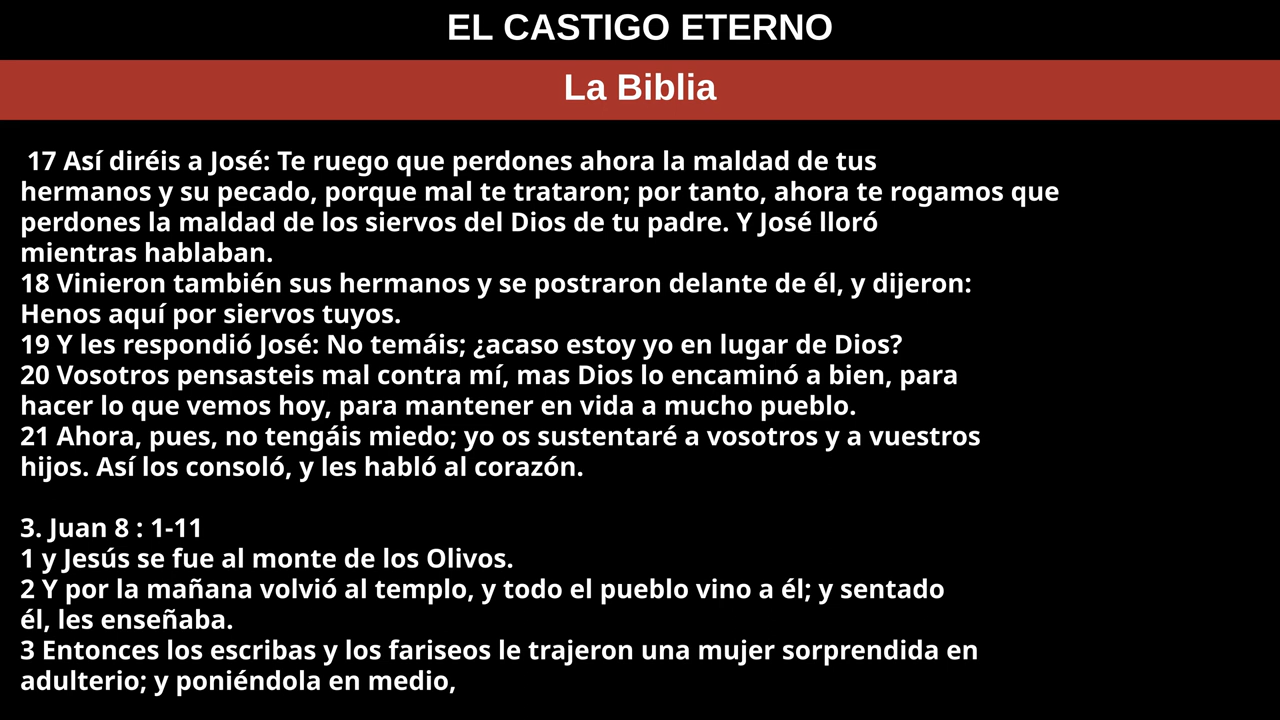 EL CASTIGO ETERNO
La Biblia
17 Así diréis a José: Te ruego que perdones ahora la maldad de tus
hermanos y su pecado, porque mal te trataron; por tanto, ahora te rogamos que
perdones la maldad de los siervos del Dios de tu padre. Y José lloró
mientras hablaban.
18 Vinieron también sus hermanos y se postraron delante de él, y dijeron:
Henos aquí por siervos tuyos.
19 Y les respondió José: No temáis; ¿acaso estoy yo en lugar de Dios?
20 Vosotros pensasteis mal contra mí, mas Dios lo encaminó a bien, para
hacer lo que vemos hoy, para mantener en vida a mucho pueblo.
21 Ahora, pues, no tengáis miedo; yo os sustentaré a vosotros y a vuestros
hijos. Así los consoló, y les habló al corazón.
3. Juan 8 : 1-11
1 y Jesús se fue al monte de los Olivos.
2 Y por la mañana volvió al templo, y todo el pueblo vino a él; y sentado
él, les enseñaba.
3 Entonces los escribas y los fariseos le trajeron una mujer sorprendida en
adulterio; y poniéndola en medio,